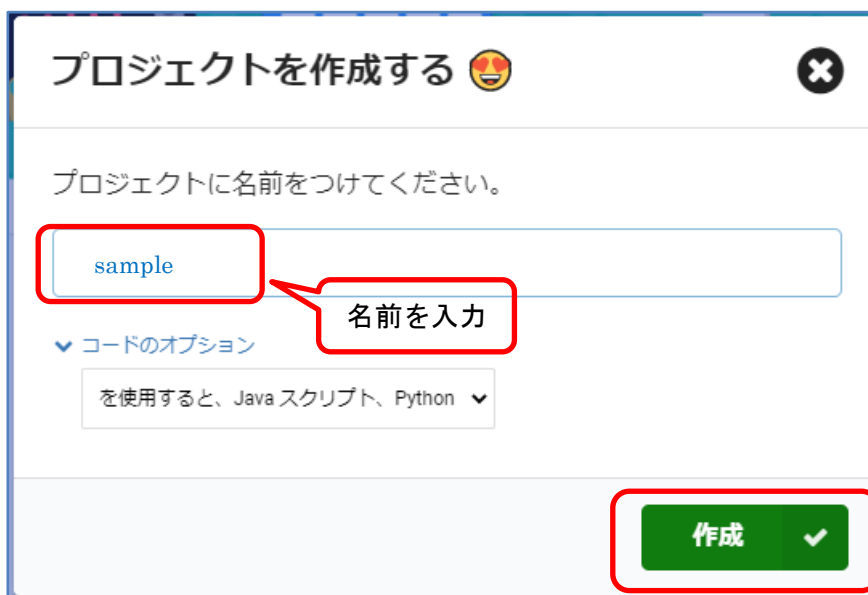 プロジェクトを作成する 😍
プロジェクトに名前をつけてください。
sample
名前を入力
コードのオプション
を使用すると、Java スクリプト、Python
作成